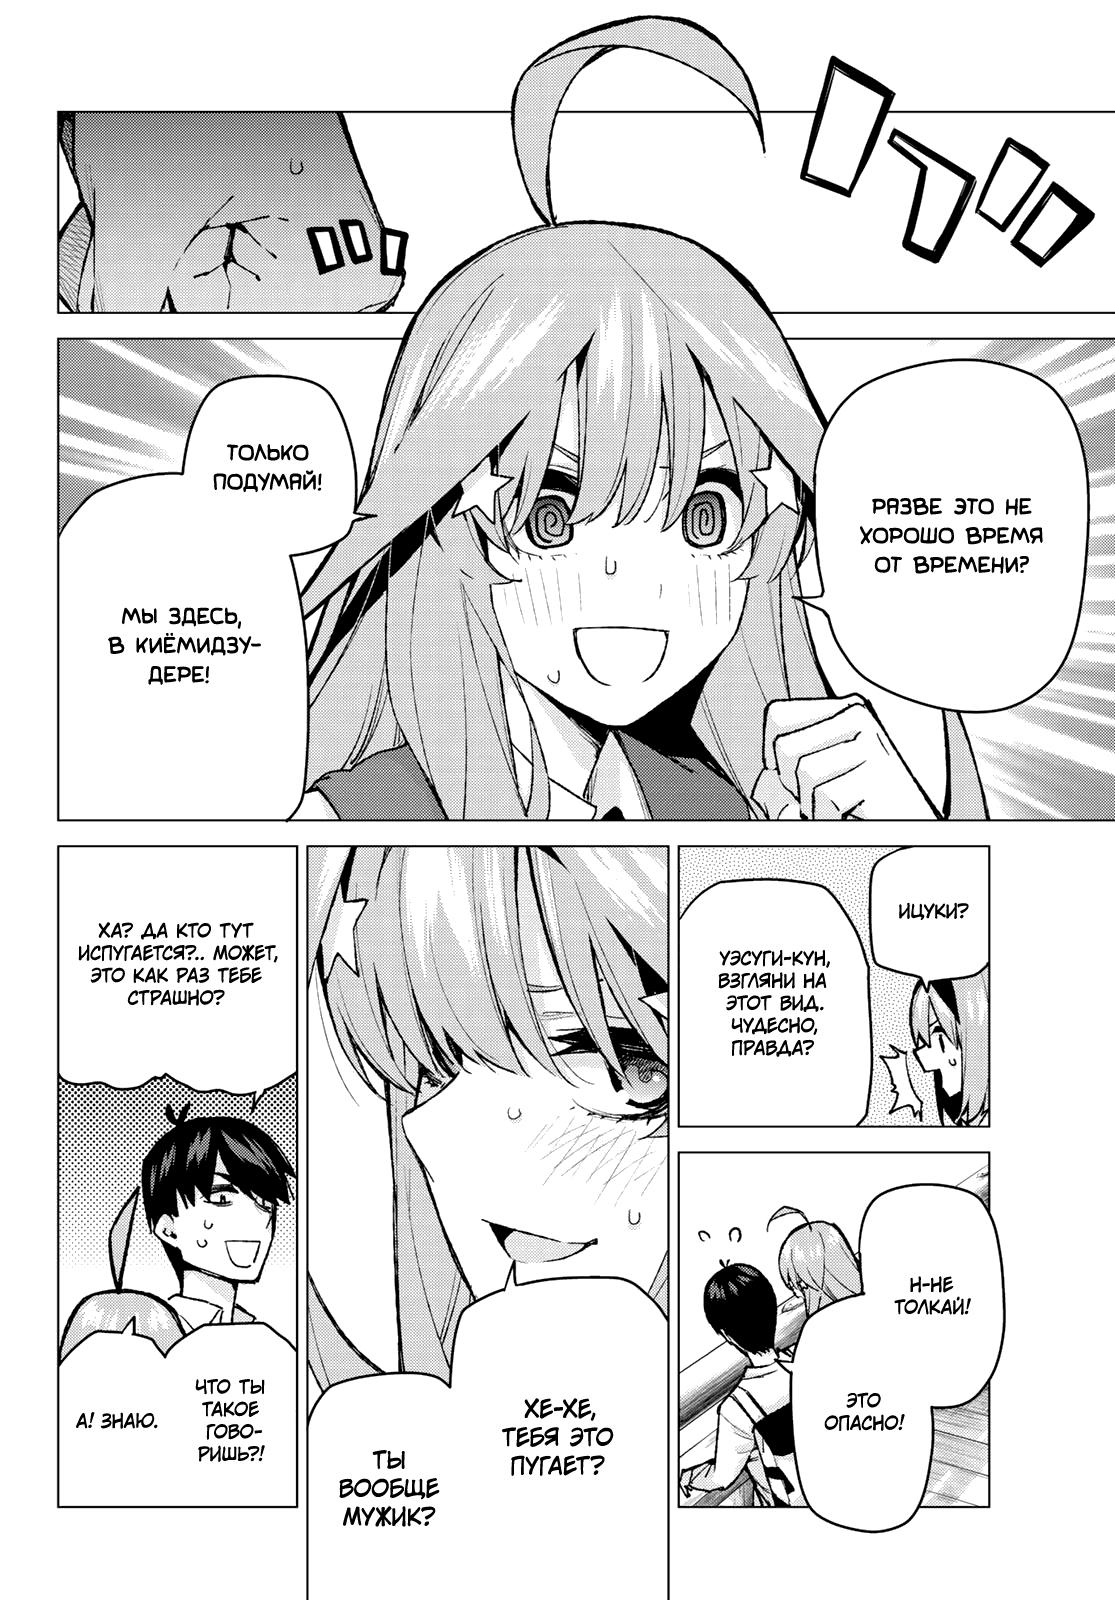 РАЗВЕ ЭТО НЕ
ХОРОШО ВРЕМЯ
ОТ ВРЕМЕНИ?
ТОЛЬКО
ПОДУМАЙ!
МЫ ЗДЕСЬ,
В КИЁМИДЗУ-
ДЕРЕ!
ИЦУКИ?
УЭСУГИ-КУН,
ВЗГЛЯНИ НА
ЭТОТ ВИД.
ЧУДЕСНО,
ПРАВДА?
Н-НЕ
ТОЛКАЙ!
ЭТО
ОПАСНО!
ХЕ-ХЕ,
ТЕБЯ ЭТО
ПУГАЕТ?
ТЫ
ВООБЩЕ
МУЖИК?
ХА? ДА КТО ТУТ
ИСПУГАЕТСЯ?.. МОЖЕТ,
ЭТО КАК РАЗ ТЕБЕ
СТРАШНО?
ЧТО ТЫ
ТАКОЕ
ГОВО-
РИШЬ?!
А! ЗНАЮ.